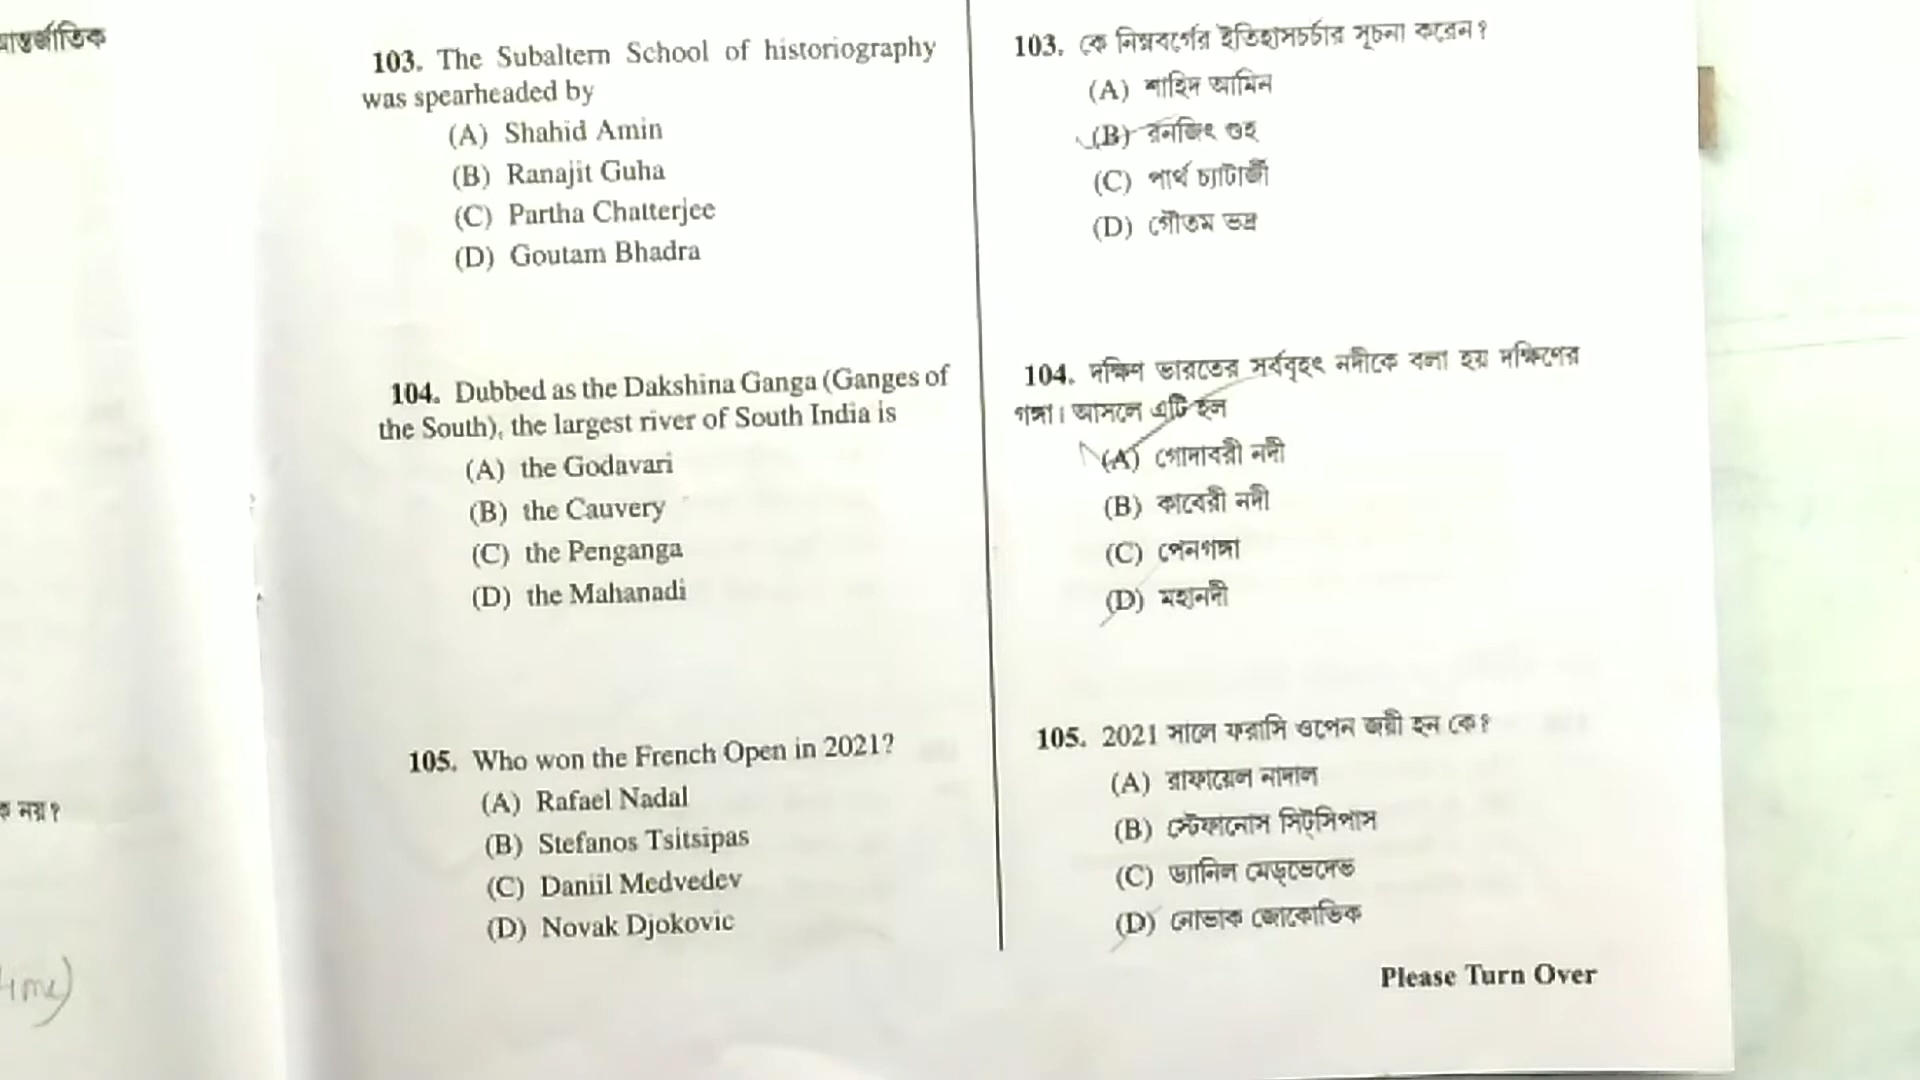 আন্তর্জাতিক
নয়?
103. The Subaltern School of historiography
was spearheaded by
(A) Shahid Amin
(B) Ranajit Guha
(C) Partha Chatterjee
(D) Goutam Bhadra
104. Dubbed as the Dakshina Ganga (Ganges of
the South), the largest river of South India is
(A) the Godavari
(B) the Cauvery
(C) the Penganga
(D) the Mahanadi
105. Who won the French Open in 2021?
(A) Rafael Nadal
(B) Stefanos Tsitsipas
(C) Daniil Medvedev
(D) Novak Djokovic
103. কে নিম্নবর্গের ইতিহাসচর্চার সূচনা করেন?
(A) শাহিদ আমিন
(B) রনজিৎ গুহ
(C) পার্থ চ্যাটার্জী
(D) গৌতম ভদ্র
104. দক্ষিণ ভারতের সর্ববৃহৎ নদীকে বলা হয় দক্ষিণের
গঙ্গা। আসলে এটি হল
(A) গোদাবরী নদী
(B) কাবেরী নদী
(C) পেনগঙ্গা
(D) মহানদী
105. 2021 সালে ফরাসি ওপেন জয়ী হন কে?
(A) রাফায়েল নাদাল
(B) স্টেফানোস সিট্‌সিপাস
(C) ড্যানিল মেড্‌ভেদেভ
(D) নোভাক জোকোভিক
Please Turn Over